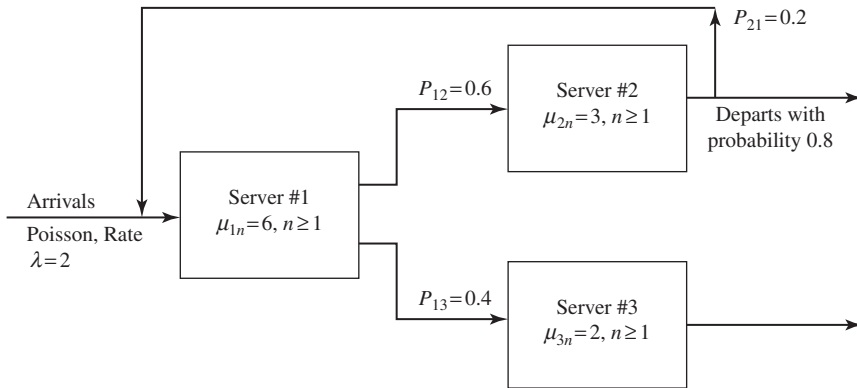 P₂₁=0.2
P₁₂=0.6
Server #2
μ₂ₙ=3, n≥1
Departs with
probability 0.8
Arrivals
Poisson, Rate
λ=2
Server #1
μ₁ₙ=6, n≥1
P₁₃=0.4
Server #3
μ₃ₙ=2, n≥1